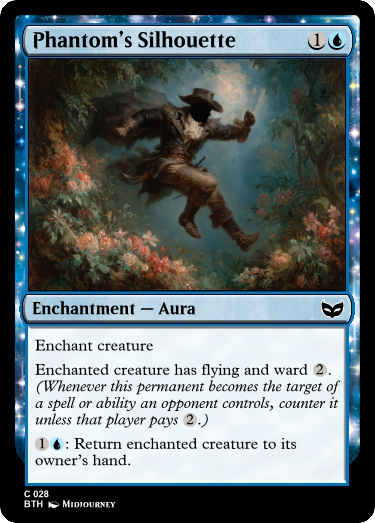 Phantom's Silhouette 1
Enchantment — Aura
Enchant creature
Enchanted creature has flying and ward 2.
(Whenever this permanent becomes the target of
a spell or ability an opponent controls, counter it
unless that player pays 2.)
1 : Return enchanted creature to its
owner's hand.
C 028
BTH MIDJOURNEY